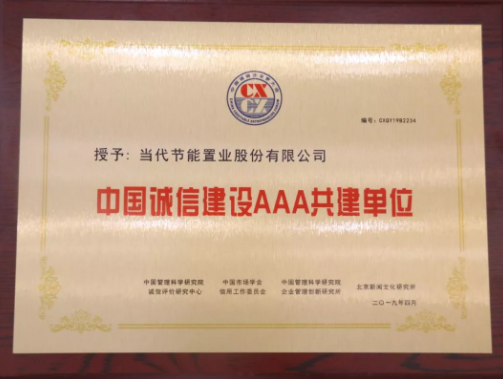 CX
CX
编号：CXGY19B2234
授予：当代节能置业股份有限公司
中国诚信建设AAA共建单位
中国管理科学研究院 中国市场学会 中国管理科学研究院 北京新闻文化研究所
诚信评价研究中心 信用工作委员会 企业管理创新研究所
二〇一九年四月